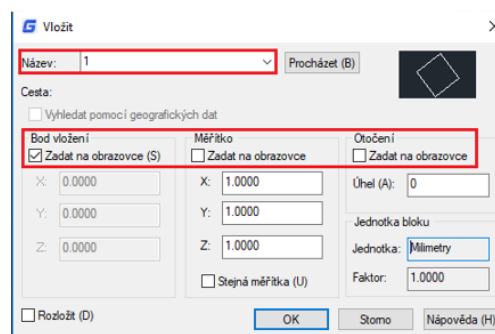 Vložit
Název: 1 Procházet (B)
Cesta:
Vyhledat pomocí geografických dat
Bod vložení Měřítko Otočení
Zadat na obrazovce (S) Zadat na obrazovce Zadat na obrazovce
X: 0.0000 X: 1.0000 Úhel (A): 0
Y: 0.0000 Y: 1.0000 Jednotka bloku
Z: 0.0000 Z: 1.0000 Jednotka: Milimetry
Stejná měřítka (U) Faktor: 1.0000
Rozložit (D) OK Storno Nápověda (H)